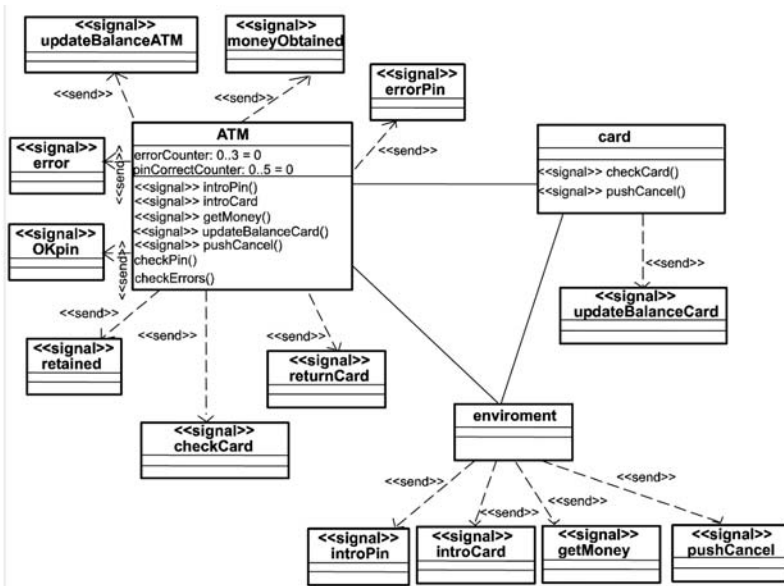 <<signal>>
updateBalanceATM
<<signal>>
moneyObtained
<<send>>
<<send>>
<<signal>>
errorPin
<<send>>
<<signal>>
error
<<send>>
ATM
errorCounter: 0..3 = 0
pinCorrectCounter: 0..5 = 0
<<signal>> introPin()
<<signal>> introCard
<<signal>> getMoney()
<<signal>> updateBalanceCard()
<<signal>> pushCancel()
checkPin()
checkErrors()
card
<<signal>> checkCard()
<<signal>> pushCancel()
<<signal>>
OKpin
<<send>>
<<send>>
<<signal>>
updateBalanceCard
<<send>>
<<send>>
<<send>>
<<signal>>
retained
<<signal>>
returnCard
<<signal>>
checkCard
enviroment
<<send>>
<<send>>
<<send>>
<<send>>
<<signal>>
introPin
<<signal>>
introCard
<<signal>>
getMoney
<<signal>>
pushCancel